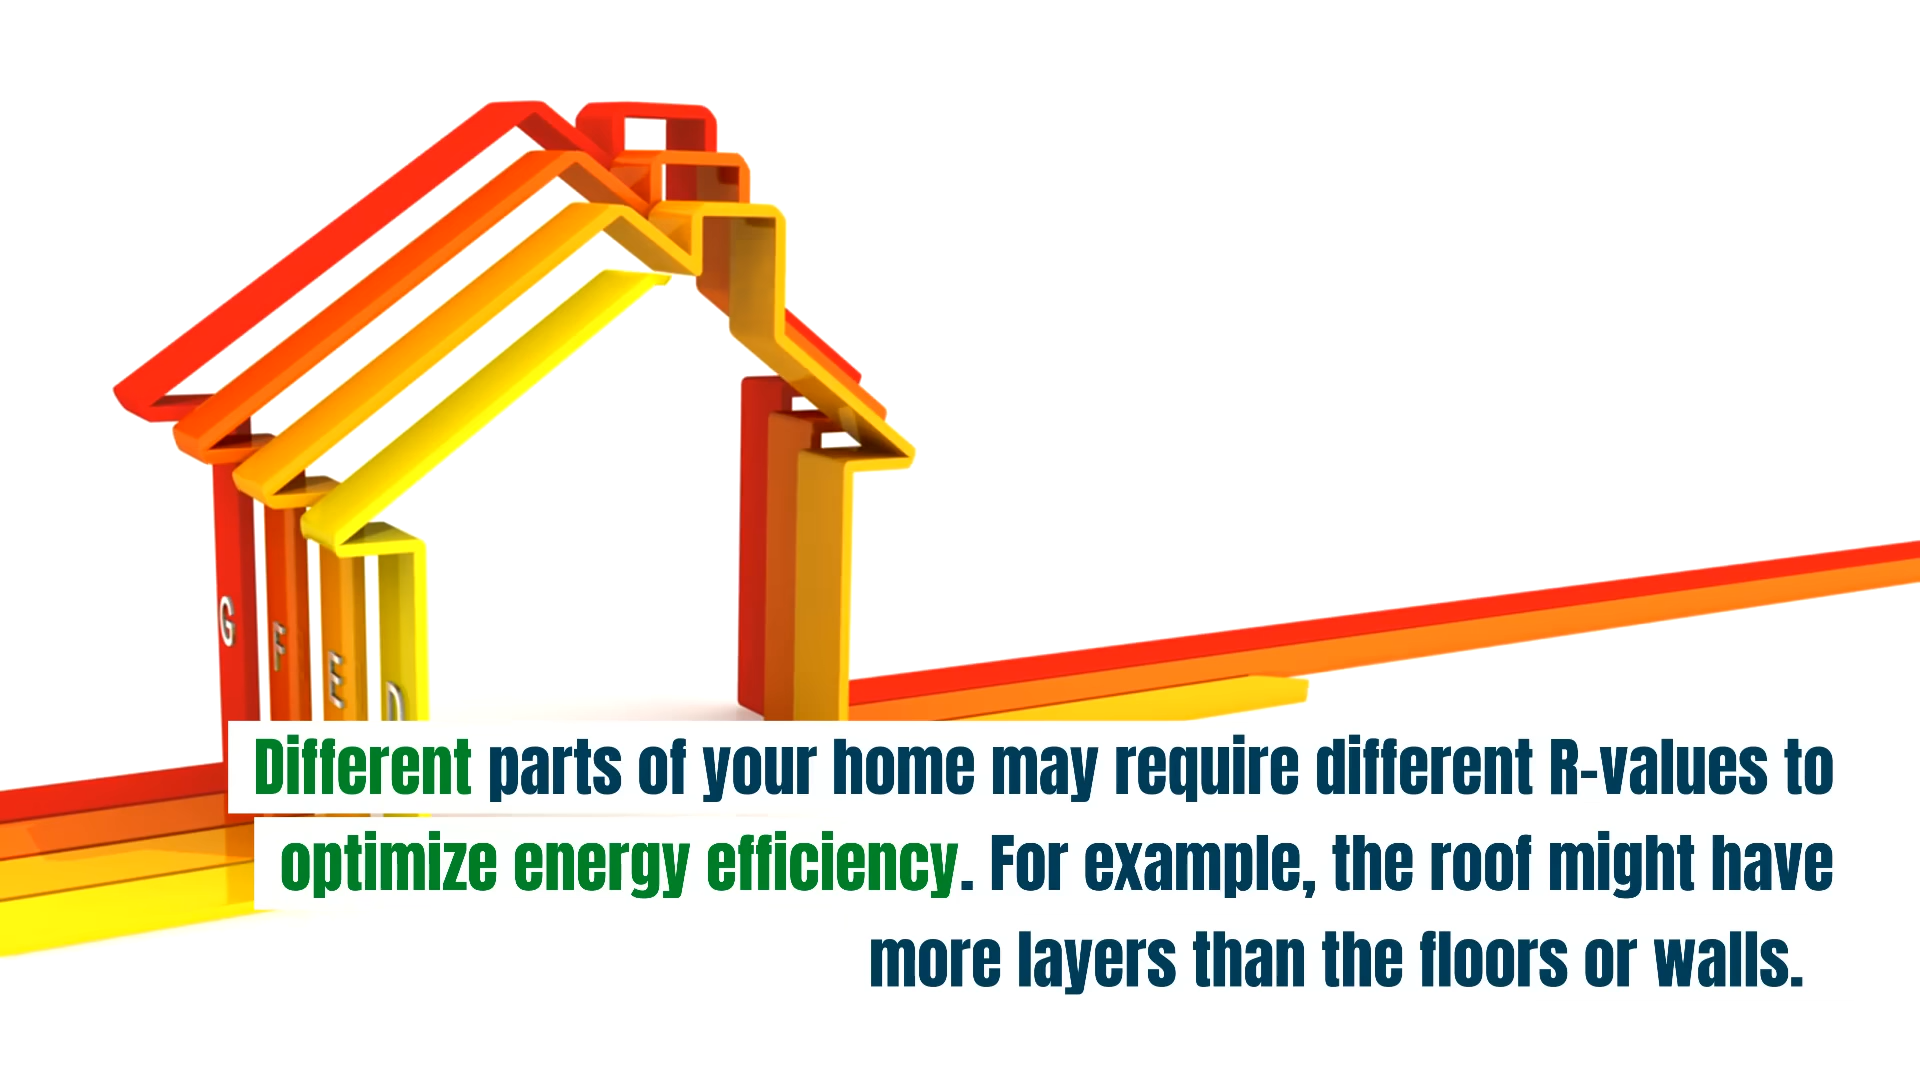 G
F
E
D
Different parts of your home may require different R-values to
optimize energy efficiency. For example, the roof might have
more layers than the floors or walls.